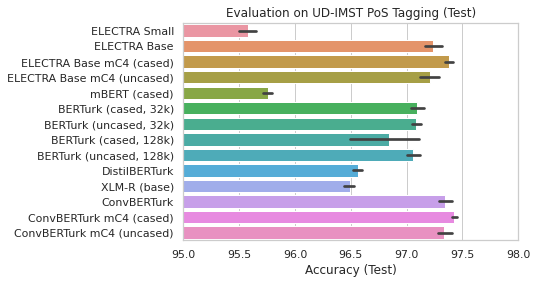 Evaluation on UD-IMST PoS Tagging (Test)
ELECTRA Small
ELECTRA Base
ELECTRA Base mC4 (cased)
ELECTRA Base mC4 (uncased)
mBERT (cased)
BERTurk (cased, 32k)
BERTurk (uncased, 32k)
BERTurk (cased, 128k)
BERTurk (uncased, 128k)
DistilBERTurk
XLM-R (base)
ConvBERTurk
ConvBERTurk mC4 (cased)
ConvBERTurk mC4 (uncased)
95.0 95.5 96.0 96.5 97.0 97.5 98.0
Accuracy (Test)